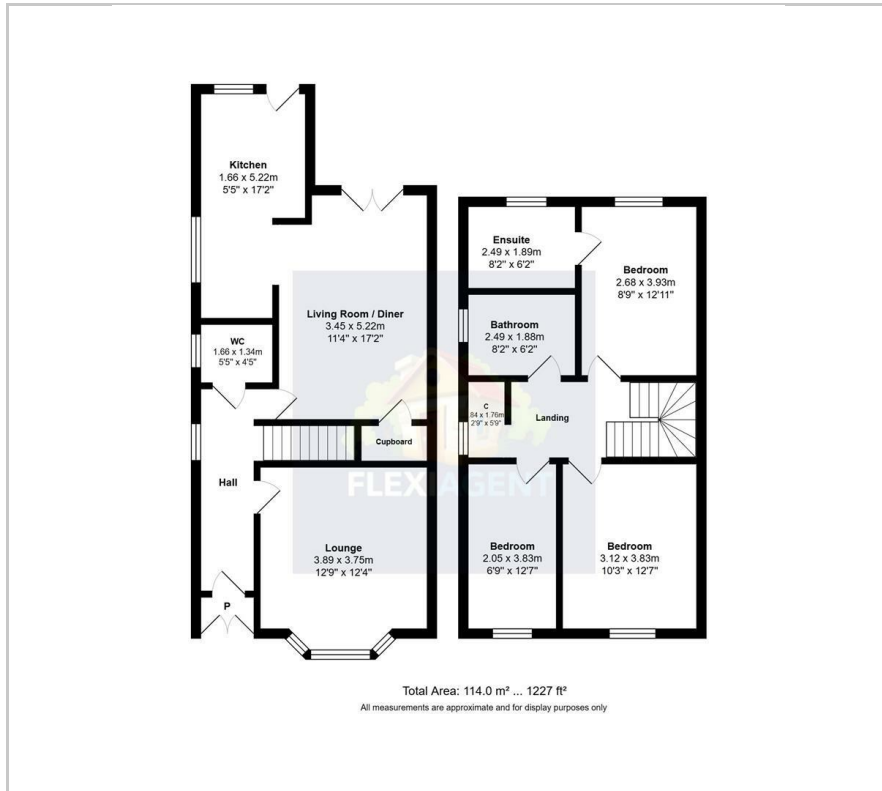 Kitchen
1.66 x 5.22m
5'5" x 17'2"
Living Room / Diner
3.45 x 5.22m
11'4" x 17'2"
WC
1.66 x 1.34m
5'5" x 4'5"
Cupboard
Hall
Lounge
3.89 x 3.75m
12'9" x 12'4"
P
Ensuite
2.49 x 1.89m
8'2" x 6'2"
Bedroom
2.68 x 3.93m
8'9" x 12'11"
Bathroom
2.49 x 1.88m
8'2" x 6'2"
C
.84 x 1.76m
2'9" x 5'9"
Landing
Bedroom
2.05 x 3.83m
6'9" x 12'7"
Bedroom
3.12 x 3.83m
10'3" x 12'7"
FLEXIAGENT
Total Area: 114.0 m² ... 1227 ft²
All measurements are approximate and for display purposes only